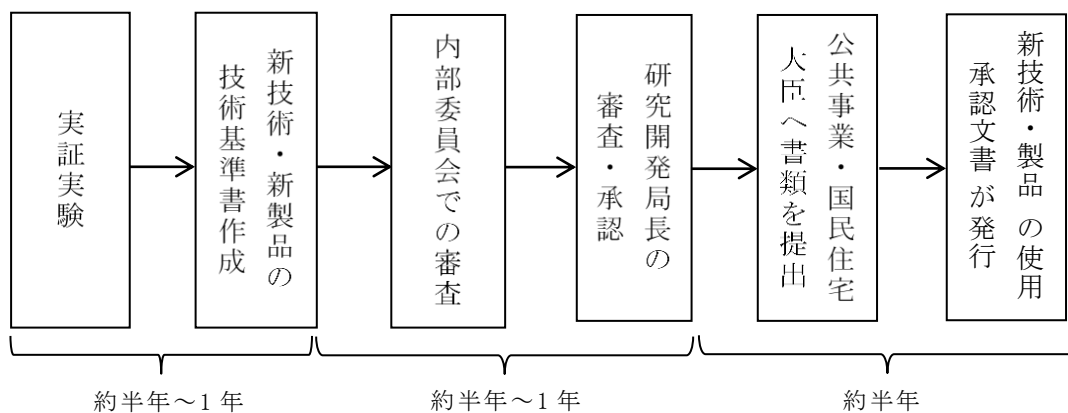 実証実験
新技術・新製品の
技術基準書作成
内部委員会での審査
研究開発局長の
審査・承認
公共事業・国民住宅
大臣へ書類を提出
新技術・製品 の使用
承認文書が発行
約半年～1年
約半年～1年
約半年